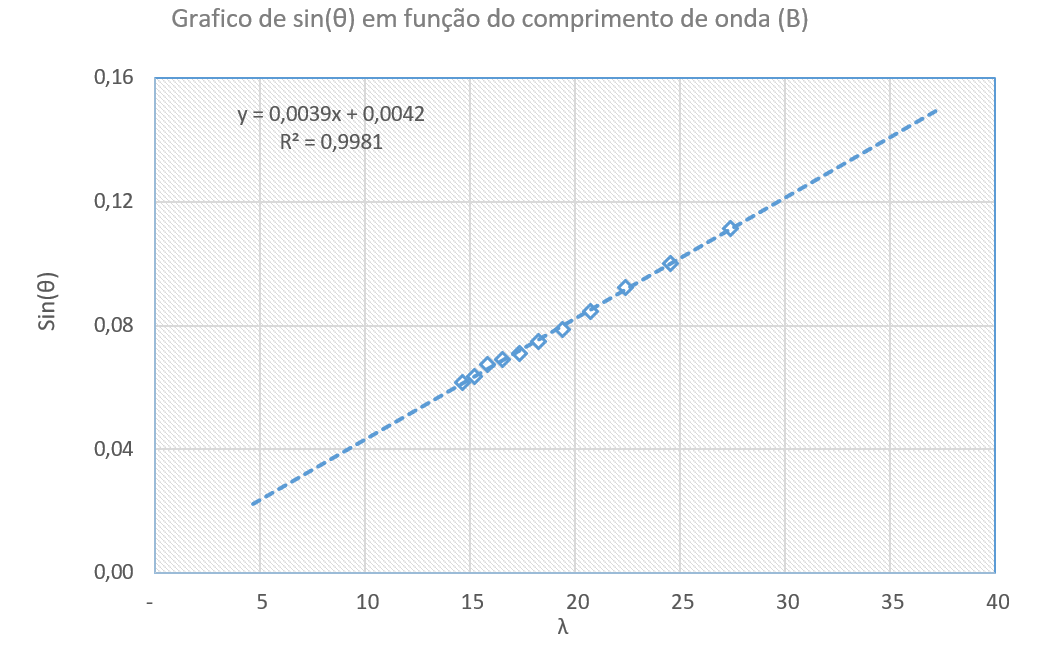 Grafico de sin(θ) em função do comprimento de onda (B)
y = 0,0039x + 0,0042
R² = 0,9981
0,16
0,12
0,08
0,04
0,00
Sin(θ)
- 5 10 15 20 25 30 35 40
λ